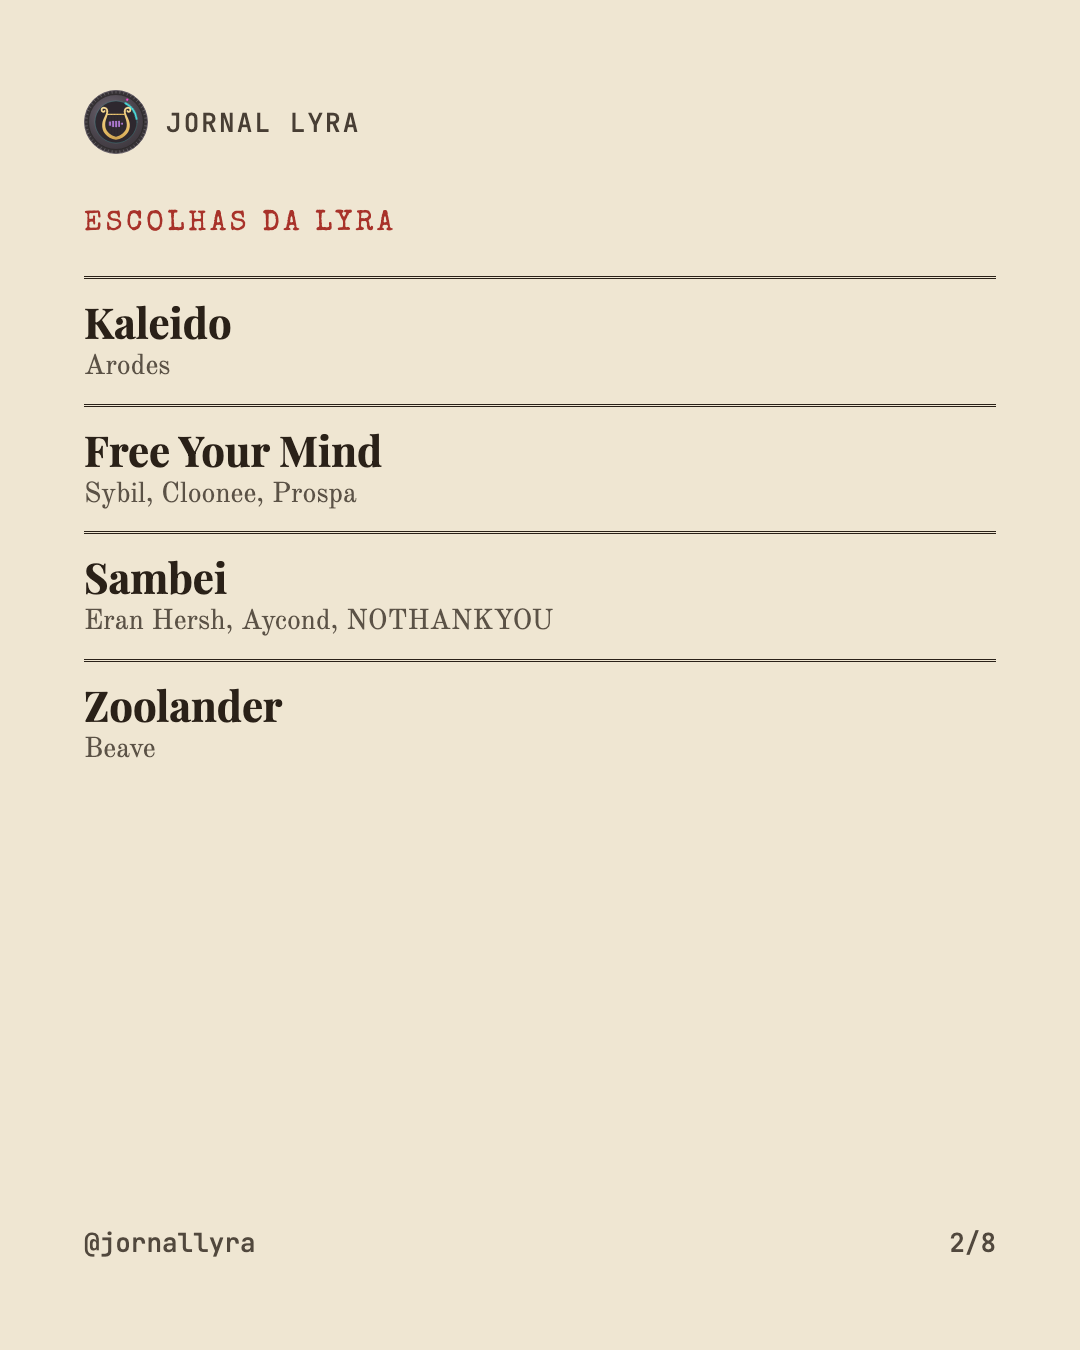 JORNAL LYRA
ESCOLHAS DA LYRA
Kaleido
Arodes
Free Your Mind
Sybil, Cloonee, Prospa
Sambei
Eran Hersh, Aycond, NOTHANKYOU
Zoolander
Beave
@jornallyra
2/8